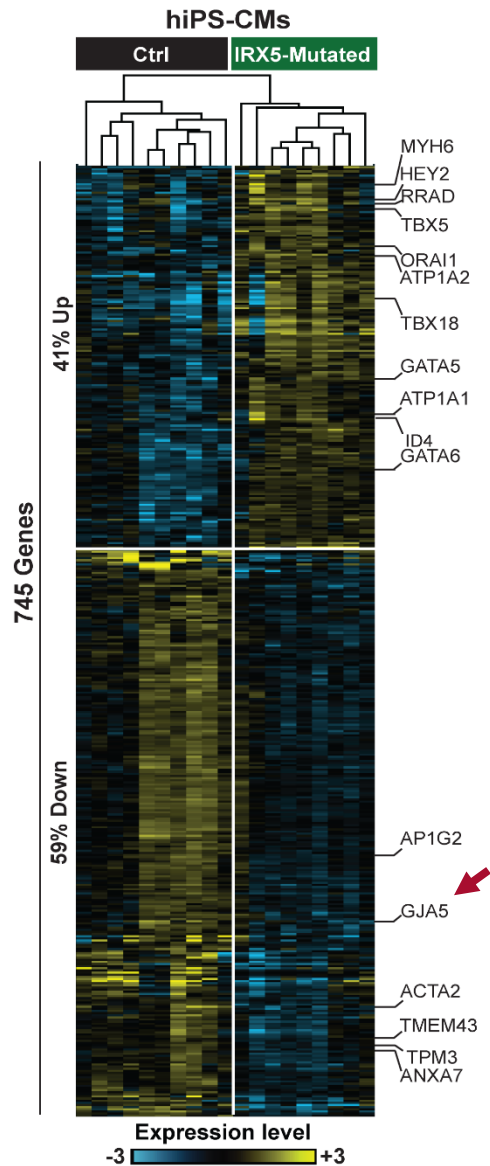 hiPS-CMs
Ctrl
IRX5-Mutated
MYH6
HEY2
RRAD
TBX5
ORAI1
ATP1A2
TBX18
GATA5
ATP1A1
ID4
GATA6
41% Up
745 Genes
59% Down
AP1G2
GJA5
ACTA2
TMEM43
TPM3
ANXA7
Expression level
-3 +3